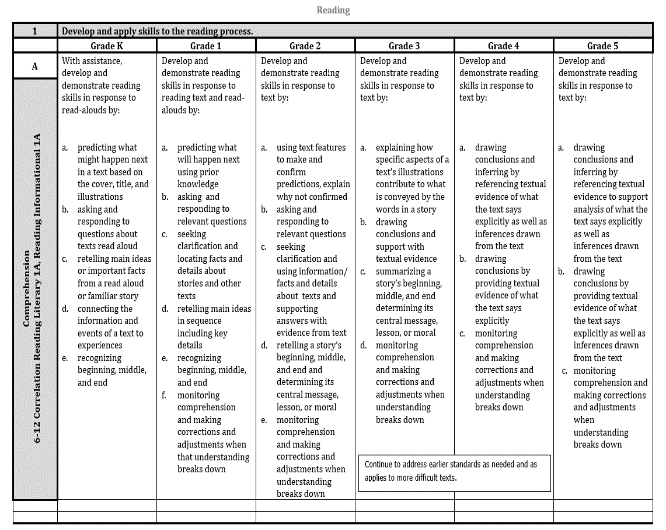 Reading
1 Develop and apply skills to the reading process.
Grade K Grade 1 Grade 2 Grade 3 Grade 4 Grade 5
A
Comprehension
6-12 Correlation Reading Literary 1A, Reading Informational 1A
With assistance,
develop and
demonstrate reading
skills in response to
read-alouds by:
a. predicting what
might happen next
in a text based on
the cover, title, and
illustrations
b. asking and
responding to
questions about
texts read aloud
c. retelling main ideas
or important facts
from a read aloud
or familiar story
d. connecting the
information and
events of a text to
experiences
e. recognizing
beginning, middle,
and end
Develop and
demonstrate reading
skills in response to
reading text and read-
alouds by:
a. predicting what
will happen next
using prior
knowledge
b. asking and
responding to
relevant questions
c. seeking
clarification and
locating facts and
details about
stories and other
texts
d. retelling main ideas
in sequence
including key
details
e. recognizing
beginning, middle,
and end
f. monitoring
comprehension
and making
corrections and
adjustments when
that understanding
breaks down
Develop and
demonstrate reading
skills in response to
text by:
a. using text features
to make and
confirm
predictions, explain
why not confirmed
b. asking and
responding to
relevant questions
c. seeking
clarification and
using information/
facts and details
about texts and
supporting
answers with
evidence from text
d. retelling a story's
beginning, middle,
and end and
determining its
central message,
lesson, or moral
e. monitoring
comprehension
and making
corrections and
adjustments when
understanding
breaks down
Develop and
demonstrate reading
skills in response to
text by:
a. explaining how
specific aspects of a
text's illustrations
contribute to what
is conveyed by the
words in a story
b. drawing
conclusions and
support with
textual evidence
c. summarizing a
story's beginning,
middle, and end
determining its
central message,
lesson, or moral
d. monitoring
comprehension
and making
corrections and
adjustments when
understanding
breaks down
Develop and
demonstrate reading
skills in response to
text by:
a. drawing
conclusions and
inferring by
referencing textual
evidence of what
the text says
explicitly as well as
inferences drawn
from the text
b. drawing
conclusions by
providing textual
evidence of what
the text says
explicitly
c. monitoring
comprehension
and making
corrections and
adjustments when
understanding
breaks down
Develop and
demonstrate reading
skills in response to
text by:
a. drawing
conclusions and
inferring by
referencing textual
evidence to support
analysis of what the
text says explicitly
as well as
inferences drawn
from the text
b. drawing
conclusions by
providing textual
evidence of what
the text says
explicitly as well as
inferences drawn
from the text
c. monitoring
comprehension and
making corrections
and adjustments
when
understanding
breaks down
Continue to address earlier standards as needed and as
applies to more difficult texts.